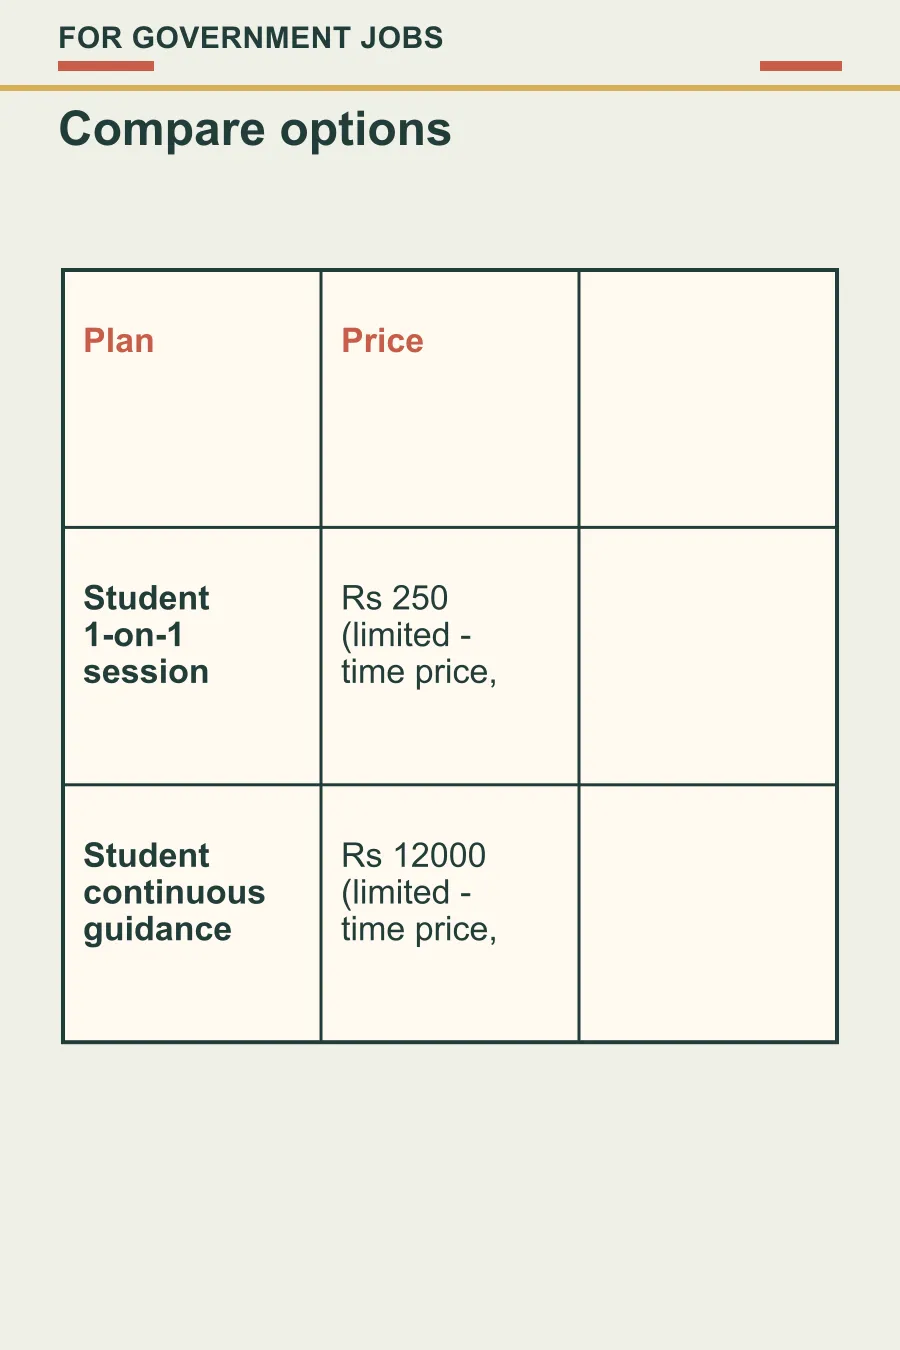 FOR GOVERNMENT JOBS
Compare options
Plan
Price
Student
1-on-1
session
Rs 250
(limited -
time price,
Student
continuous
guidance
Rs 12000
(limited -
time price,